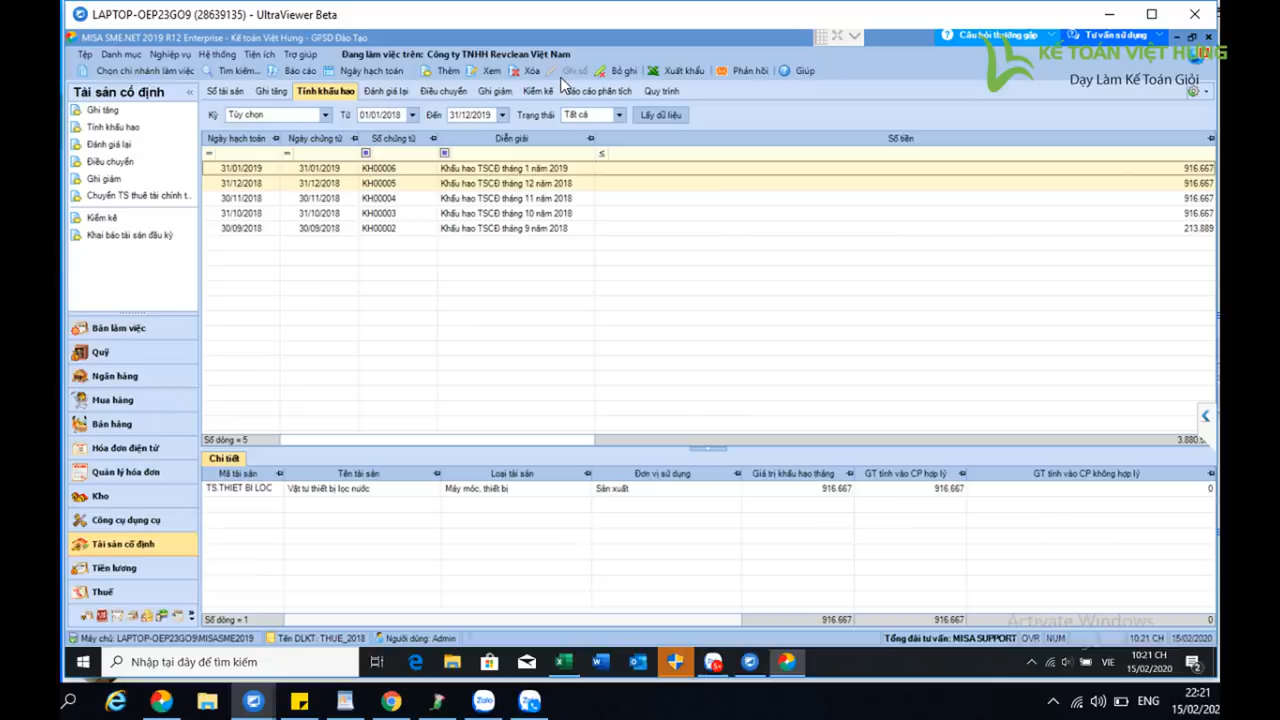 LAPTOP-OEP23GO9 (28639135) - UltraViewer Beta
MISA SME.NET 2019 R12 Enterprise - Kế toán Việt Hưng - GPSD Đào Tạo
Câu hỏi thường gặp
Tư vấn sử dụng
KẾ TOÁN VIỆT HƯNG
Dạy Làm Kế Toán Giỏi
Tệp Danh mục Nghiệp vụ Hệ thống Tiện ích Trợ giúp Đang làm việc trên: Công ty TNHH Revclean Việt Nam
Chọn chi nhánh làm việc Tìm kiếm... Báo cáo Ngày hạch toán Thêm Xem Xóa Ghi sổ Bỏ ghi Xuất khẩu Phản hồi Giúp
Tài sản cố định «
Sổ tài sản Ghi tăng Tính khấu hao Đánh giá lại Điều chuyển Ghi giảm Kiểm kê Báo cáo phân tích Quy trình
Kỳ Tùy chọn Từ 01/01/2018 Đến 31/12/2019 Trạng thái Tất cả Lấy dữ liệu
Ghi tăng
Tính khấu hao
Đánh giá lại
Điều chuyển
Ghi giảm
Chuyển TS thuê tài chính t...
Kiểm kê
Khai báo tài sản đầu kỳ
Ngày hạch toán Ngày chứng từ Số chứng từ Diễn giải Số tiền
= = ≤
31/01/2019 31/01/2019 KH00006 Khấu hao TSCĐ tháng 1 năm 2019 916.667
31/12/2018 31/12/2018 KH00005 Khấu hao TSCĐ tháng 12 năm 2018 916.667
30/11/2018 30/11/2018 KH00004 Khấu hao TSCĐ tháng 11 năm 2018 916.667
31/10/2018 31/10/2018 KH00003 Khấu hao TSCĐ tháng 10 năm 2018 916.667
30/09/2018 30/09/2018 KH00002 Khấu hao TSCĐ tháng 9 năm 2018 213.889
Số dòng = 5
Bàn làm việc
Quỹ
Ngân hàng
Mua hàng
Bán hàng
Hóa đơn điện tử
Quản lý hóa đơn
Kho
Công cụ dụng cụ
Tài sản cố định
Tiền lương
Thuế
Chi tiết
Mã tài sản Tên tài sản Loại tài sản Đơn vị sử dụng Giá trị khấu hao tháng GT tính vào CP hợp lý GT tính vào CP không hợp lý
TS.THIET BI LOC Vật tư thiết bị lọc nước Máy móc, thiết bị Sản xuất 916.667 916.667 0
Số dòng = 1 916.667 916.667 0
Activate Windows
Máy chủ: LAPTOP-OEP23GO9\MISASME2019 Tên DLKT: THUE_2018 Người dùng: Admin Tổng đài tư vấn: MISA SUPPORT OVR NUM 10:21 CH 15/02/2020
Nhập tại đây để tìm kiếm
VIE
10:21 CH
15/02/2020
2
ENG
22:21
15/02/202